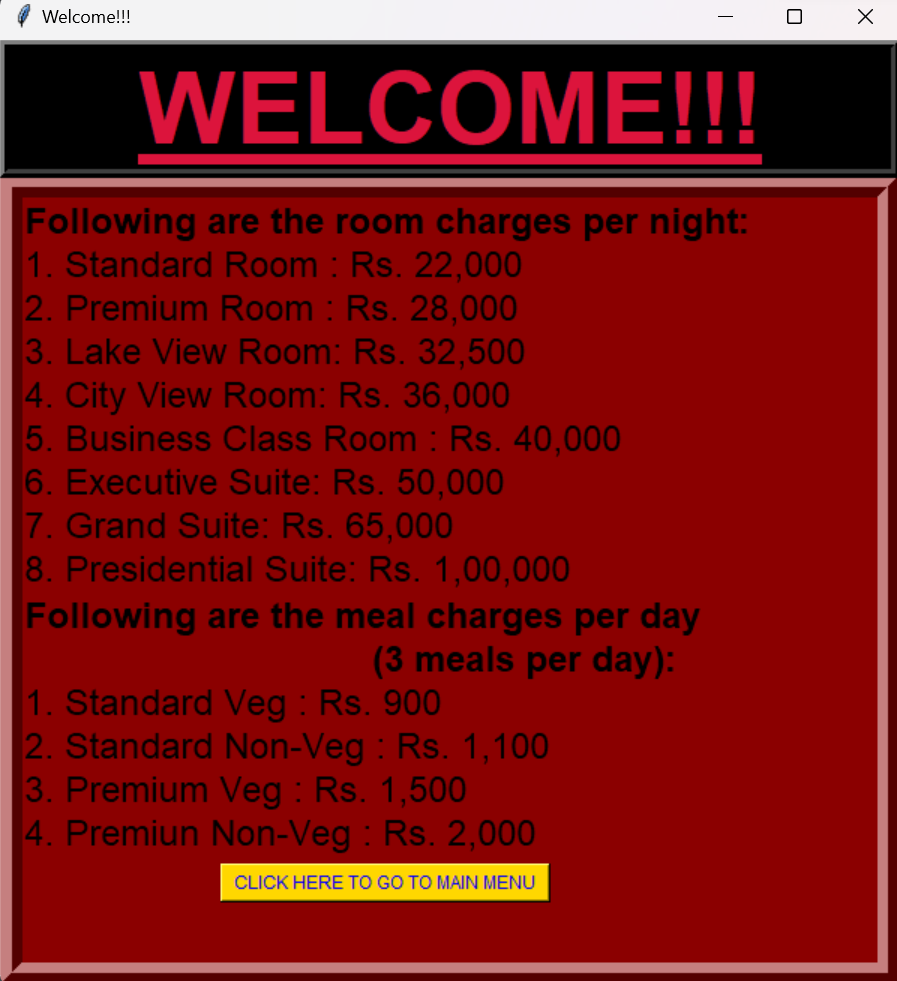 Welcome!!!
WELCOME!!!
Following are the room charges per night:
1. Standard Room : Rs. 22,000
2. Premium Room : Rs. 28,000
3. Lake View Room: Rs. 32,500
4. City View Room: Rs. 36,000
5. Business Class Room : Rs. 40,000
6. Executive Suite: Rs. 50,000
7. Grand Suite: Rs. 65,000
8. Presidential Suite: Rs. 1,00,000
Following are the meal charges per day
(3 meals per day):
1. Standard Veg : Rs. 900
2. Standard Non-Veg : Rs. 1,100
3. Premium Veg : Rs. 1,500
4. Premiun Non-Veg : Rs. 2,000
CLICK HERE TO GO TO MAIN MENU